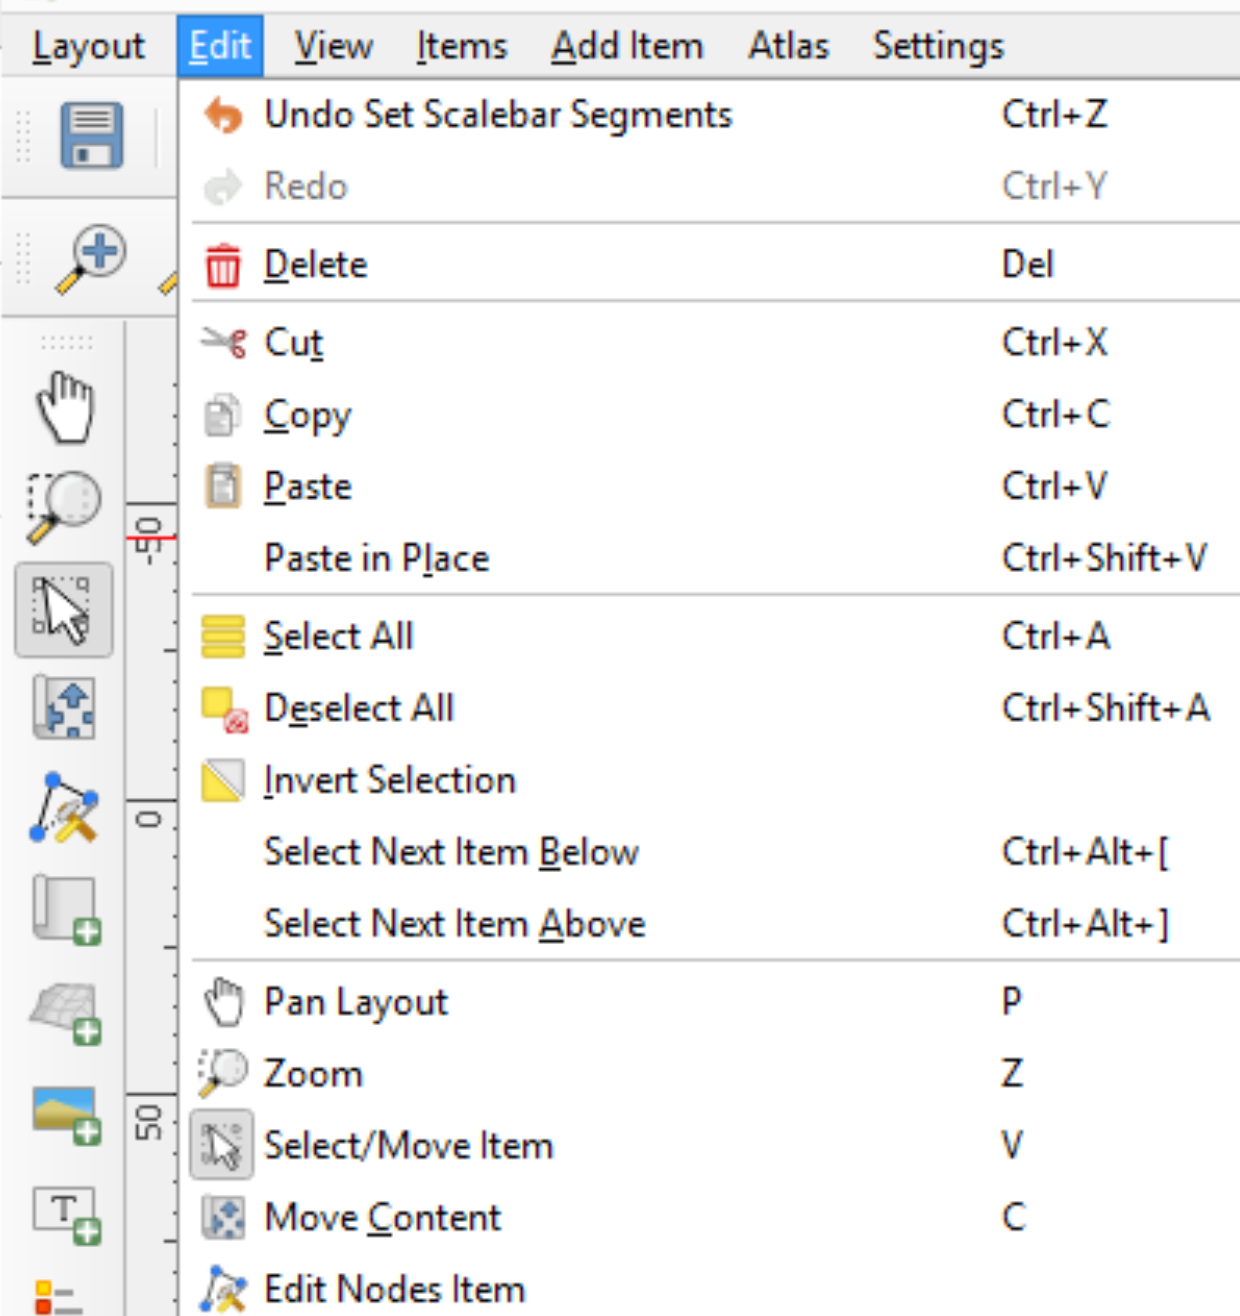 Layout Edit View Items Add Item Atlas Settings
Undo Set Scalebar Segments Ctrl+Z
Redo Ctrl+Y
Delete Del
Cut Ctrl+X
Copy Ctrl+C
Paste Ctrl+V
Paste in Place Ctrl+Shift+V
Select All Ctrl+A
Deselect All Ctrl+Shift+A
Invert Selection
Select Next Item Below Ctrl+Alt+[
Select Next Item Above Ctrl+Alt+]
Pan Layout P
Zoom Z
Select/Move Item V
Move Content C
Edit Nodes Item
-50
0
50
T